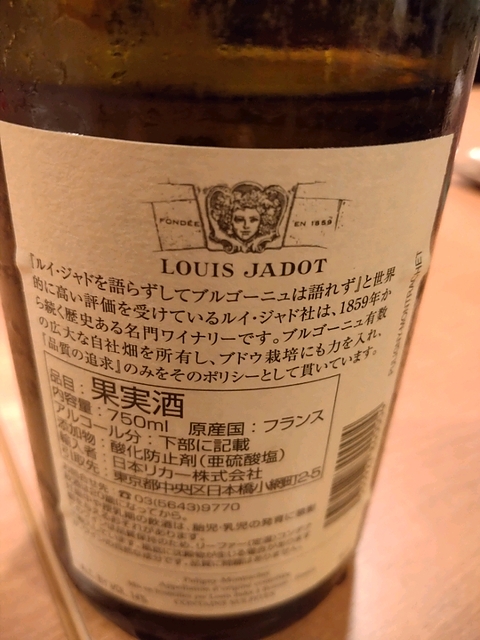 FONDÉE EN 1859
LOUIS JADOT
『ルイ・ジャドを語らずしてブルゴーニュは語れず』と世界
的に高い評価を受けているルイ・ジャド社は、1859年か
ら続く歴史ある名門ワイナリーです。ブルゴーニュ有数
の広大な自社畑を所有し、ブドウ栽培にも力を入れ、
『品質の追求』のみをそのポリシーとして貫いています。
品目：果実酒
内容量：750ml 原産国：フランス
アルコール分：下部に記載
添加物：酸化防止剤（亜硫酸塩）
輸入者：日本リカー株式会社
引取先：東京都中央区日本橋小網町2-5
☎03(5643)9770
CONTAINS SULFITES